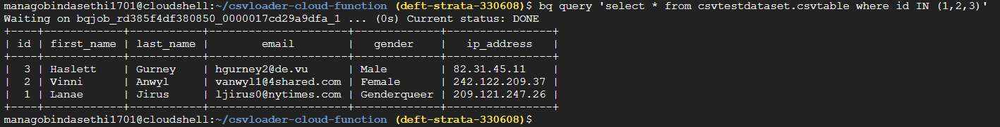 managobindasethi1701@cloudshell:~/csvloader-cloud-function (deft-strata-330608)$ bq query 'select * from csvtestdataset.csvtable where id IN (1,2,3)'
Waiting on bqjob_rd385f4df380850_0000017cd29a9dfa_1 ... (0s) Current status: DONE
+----+------------+-----------+---------------------+-------------+----------------+
| id | first_name | last_name |        email        |   gender    |   ip_address   |
+----+------------+-----------+---------------------+-------------+----------------+
|  3 | Haslett    | Gurney    | hgurney2@de.vu      | Male        | 82.31.45.11    |
|  2 | Vinni      | Anwyl     | vanwyl1@4shared.com | Female      | 242.122.209.37 |
|  1 | Lanae      | Jirus     | ljirus0@nytimes.com | Genderqueer | 209.121.247.26 |
+----+------------+-----------+---------------------+-------------+----------------+
managobindasethi1701@cloudshell:~/csvloader-cloud-function (deft-strata-330608)$